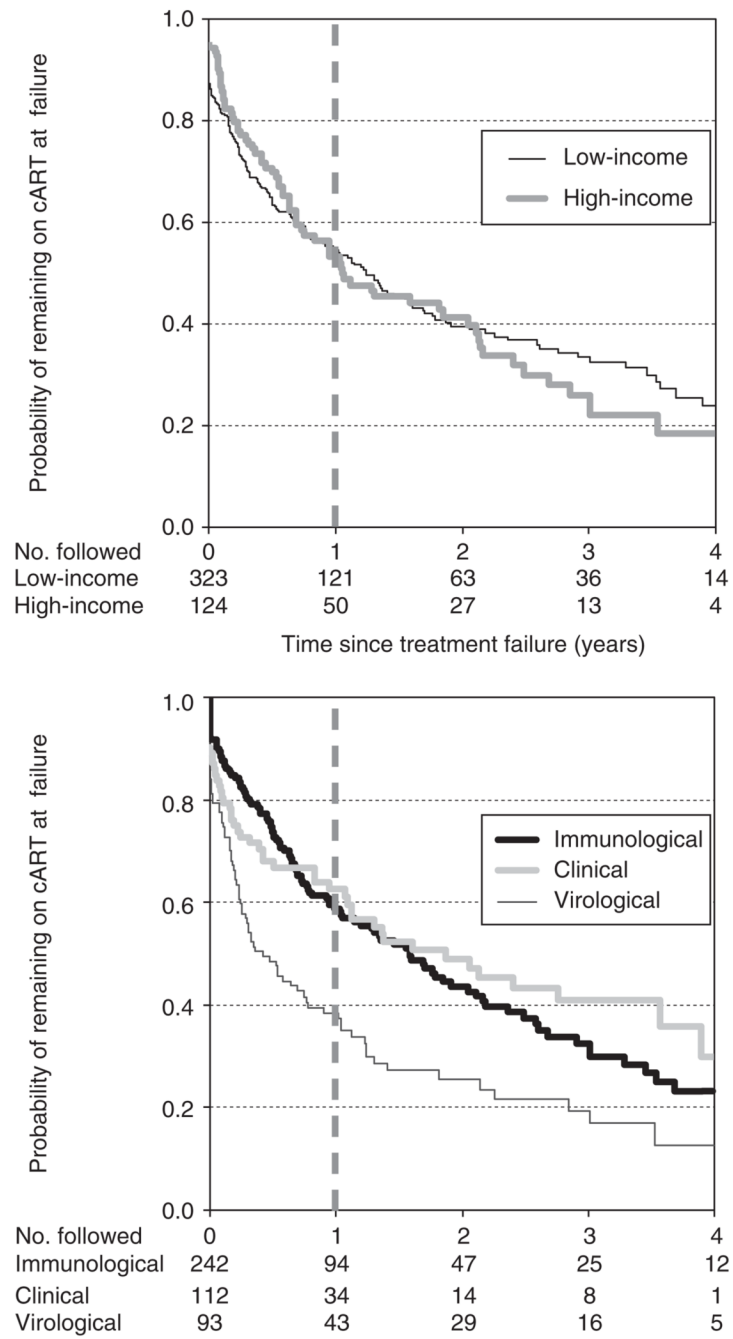 Probability of remaining on cART at failure
1.0
0.8
0.6
0.4
0.2
0.0
Low-income
High-income
No. followed 0 1 2 3 4
Low-income 323 121 63 36 14
High-income 124 50 27 13 4
Time since treatment failure (years)
Probability of remaining on cART at failure
1.0
0.8
0.6
0.4
0.2
0.0
Immunological
Clinical
Virological
No. followed 0 1 2 3 4
Immunological 242 94 47 25 12
Clinical 112 34 14 8 1
Virological 93 43 29 16 5